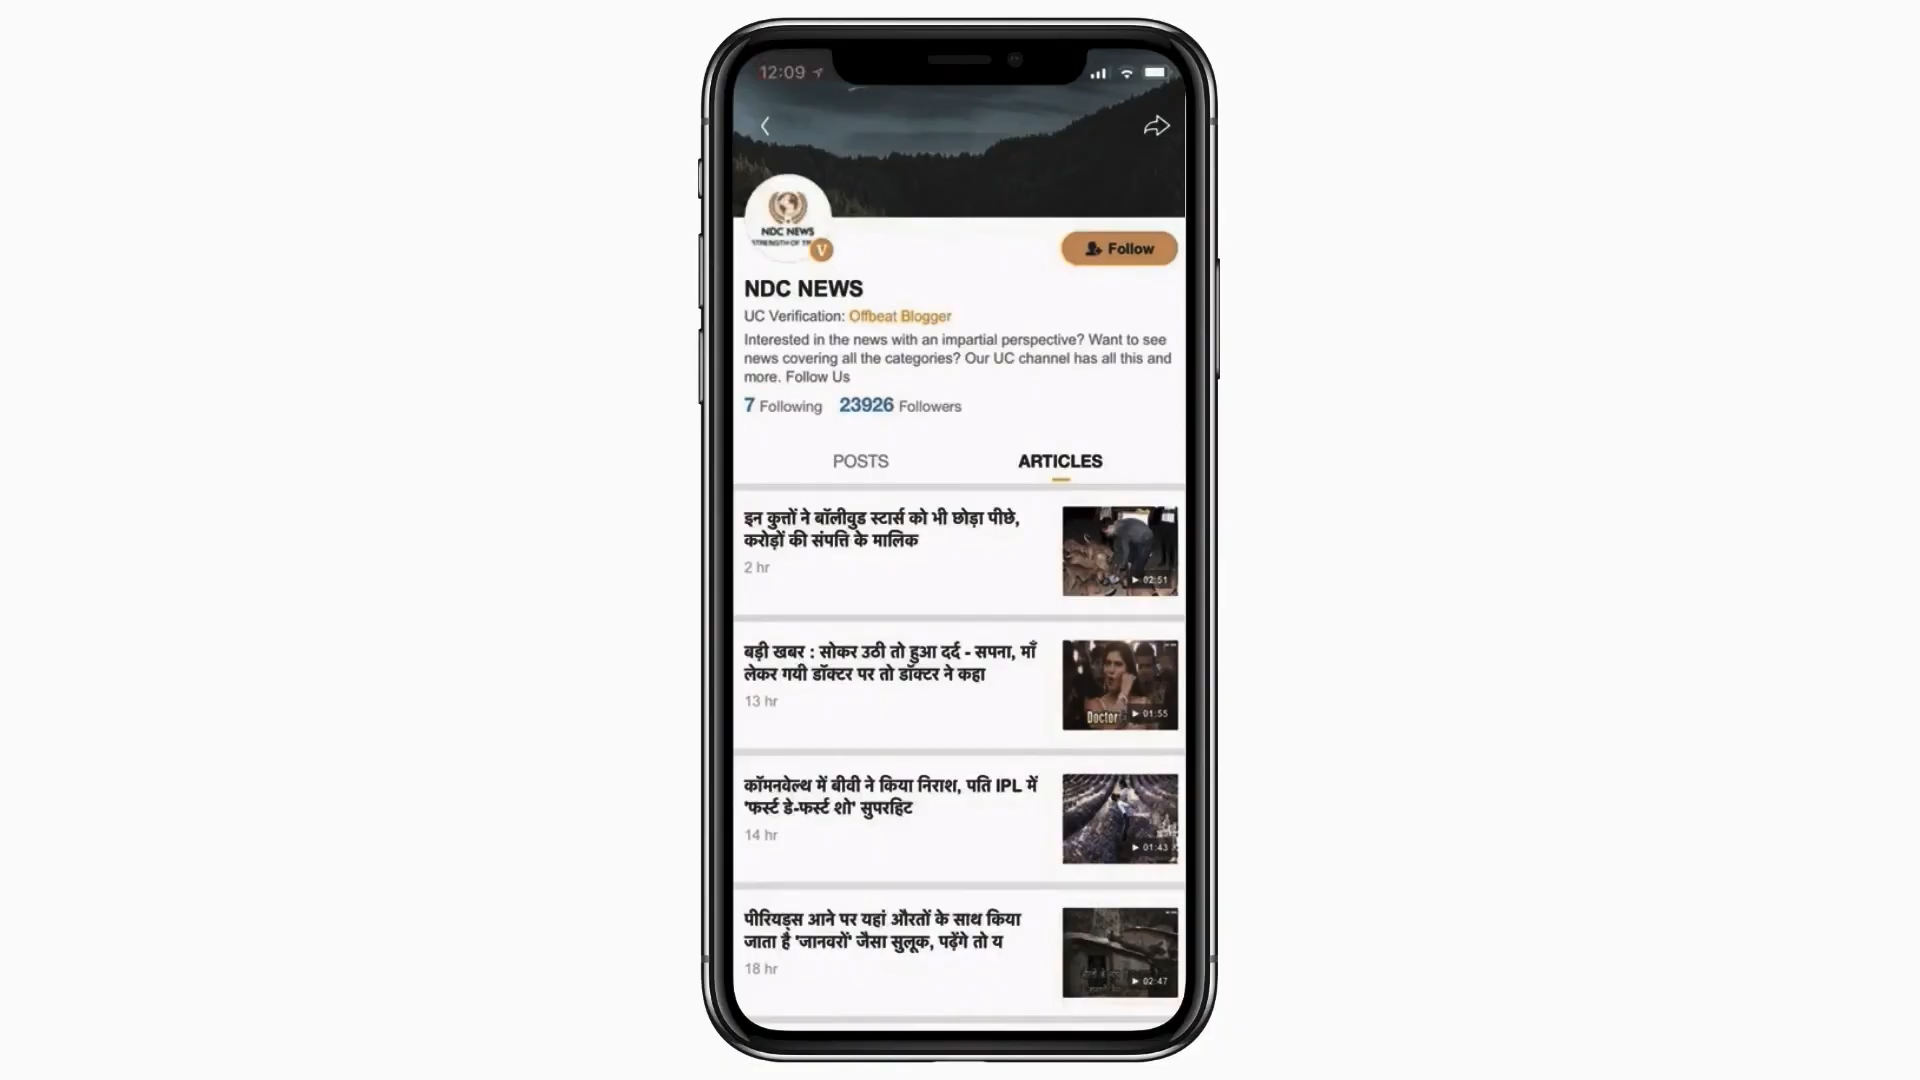 12:09
NDC NEWS
STRENGTH OF
V
Follow
NDC NEWS
UC Verification: Offbeat Blogger
Interested in the news with an impartial perspective? Want to see
news covering all the categories? Our UC channel has all this and
more. Follow Us
7 Following 23926 Followers
POSTS ARTICLES
इन कुत्तों ने बॉलीवुड स्टार्स को भी छोड़ा पीछे,
करोड़ों की संपत्ति के मालिक
2 hr
02:51
बड़ी खबर : सोकर उठी तो हुआ दर्द - सपना, माँ
लेकर गयी डॉक्टर पर तो डॉक्टर ने कहा
13 hr
Doctor
01:55
कॉमनवेल्थ में बीवी ने किया निराश, पति IPL में
'फर्स्ट डे-फर्स्ट शो' सुपरहिट
14 hr
01:43
पीरियड्स आने पर यहां औरतों के साथ किया
जाता है 'जानवरों' जैसा सुलूक, पढ़ेंगे तो य
18 hr
02:47